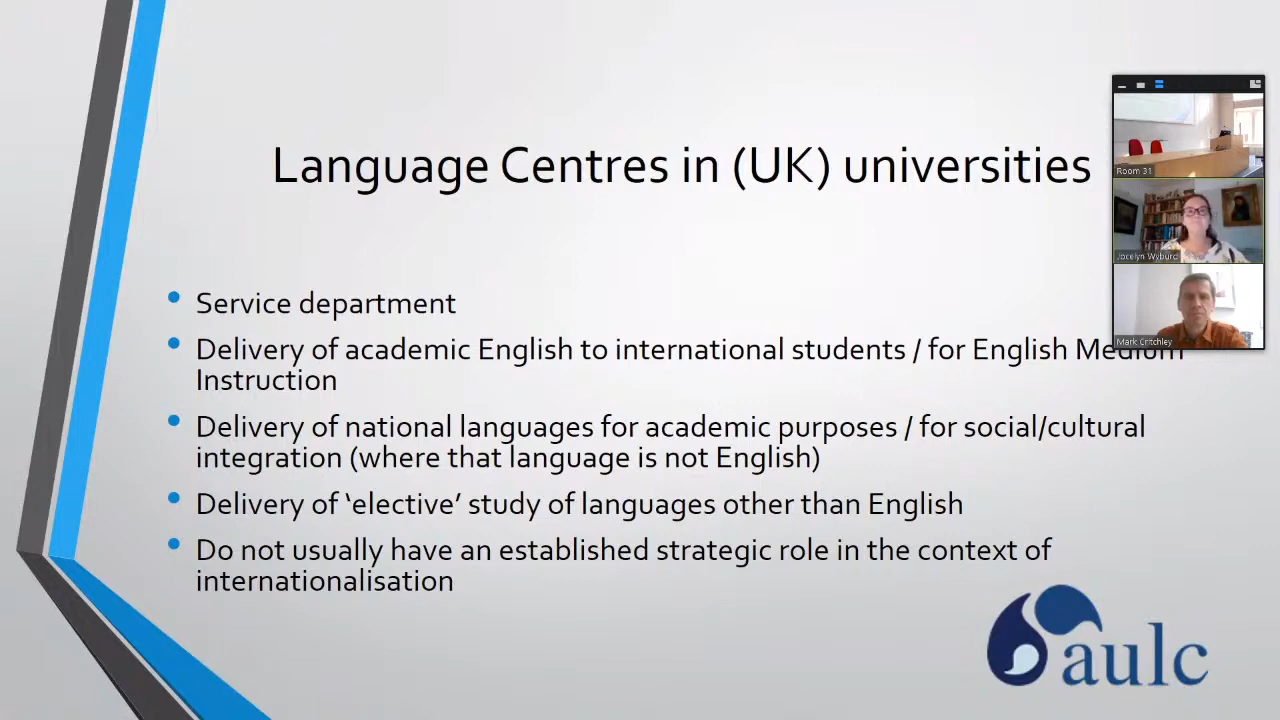 Language Centres in (UK) universities
Room 31
Jocelyn Wyburd
Mark Critchley
Service department
Delivery of academic English to international students / for English Medium
Instruction
Delivery of national languages for academic purposes / for social/cultural
integration (where that language is not English)
Delivery of ‘elective’ study of languages other than English
Do not usually have an established strategic role in the context of
internationalisation
aulc